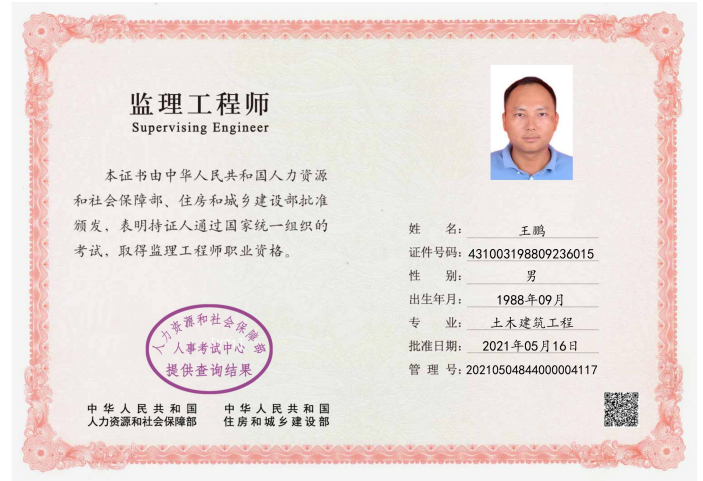 监理工程师
Supervising Engineer
本证书由中华人民共和国人力资源
和社会保障部、住房和城乡建设部批准
颁发，表明持证人通过国家统一组织的
考试，取得监理工程师职业资格。
姓 名：王鹏
证件号码：431003198809236015
性 别：男
出生年月：1988年09月
专 业：土木建筑工程
批准日期：2021年05月16日
管 理 号：20210504844000004117
人力资源和社会保障部
人事考试中心
提供查询结果
中华人民共和国 中华人民共和国
人力资源和社会保障部 住房和城乡建设部